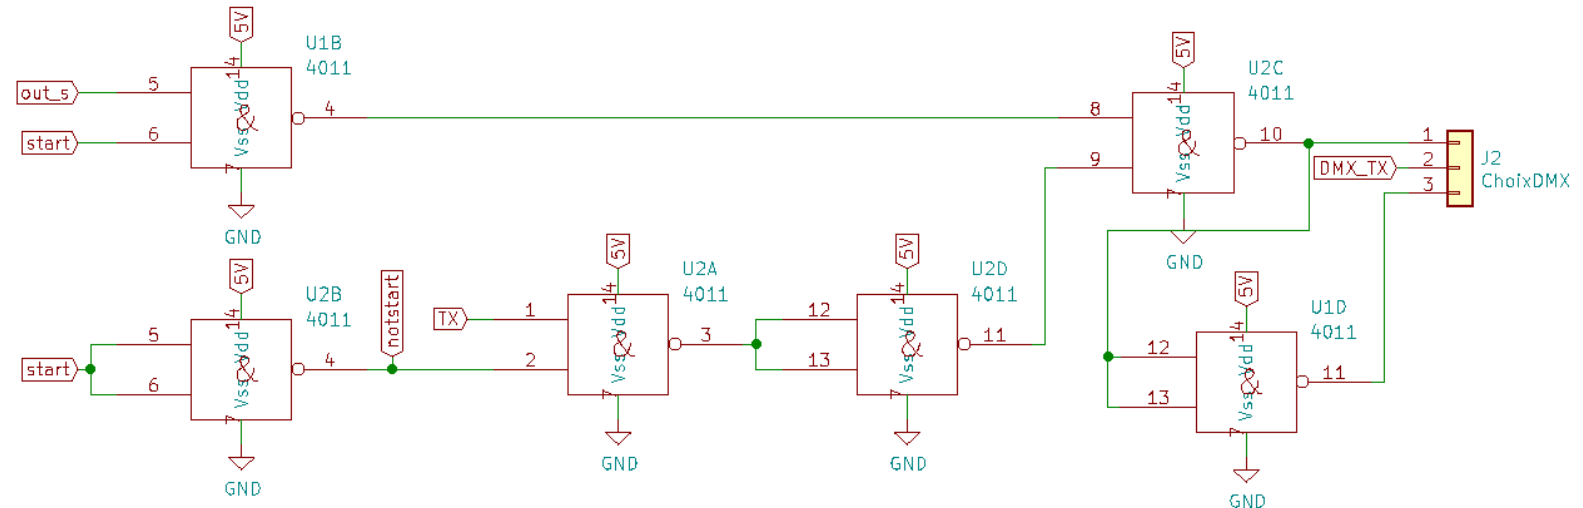 5V
U1B
4011
out_s
5
14
Vdd
&
Vss
7
4
start
6
GND
5V
U2B
4011
start
5
6
14
Vdd
&
Vss
7
4
GND
notstart
TX
1
2
5V
U2A
4011
14
Vdd
&
Vss
7
3
GND
12
13
5V
U2D
4011
14
Vdd
&
Vss
7
11
GND
8
9
5V
U2C
4011
14
Vdd
&
Vss
7
10
GND
DMX_TX
1
2
3
J2
ChoixDMX
12
13
5V
U1D
4011
14
Vdd
&
Vss
7
11
GND